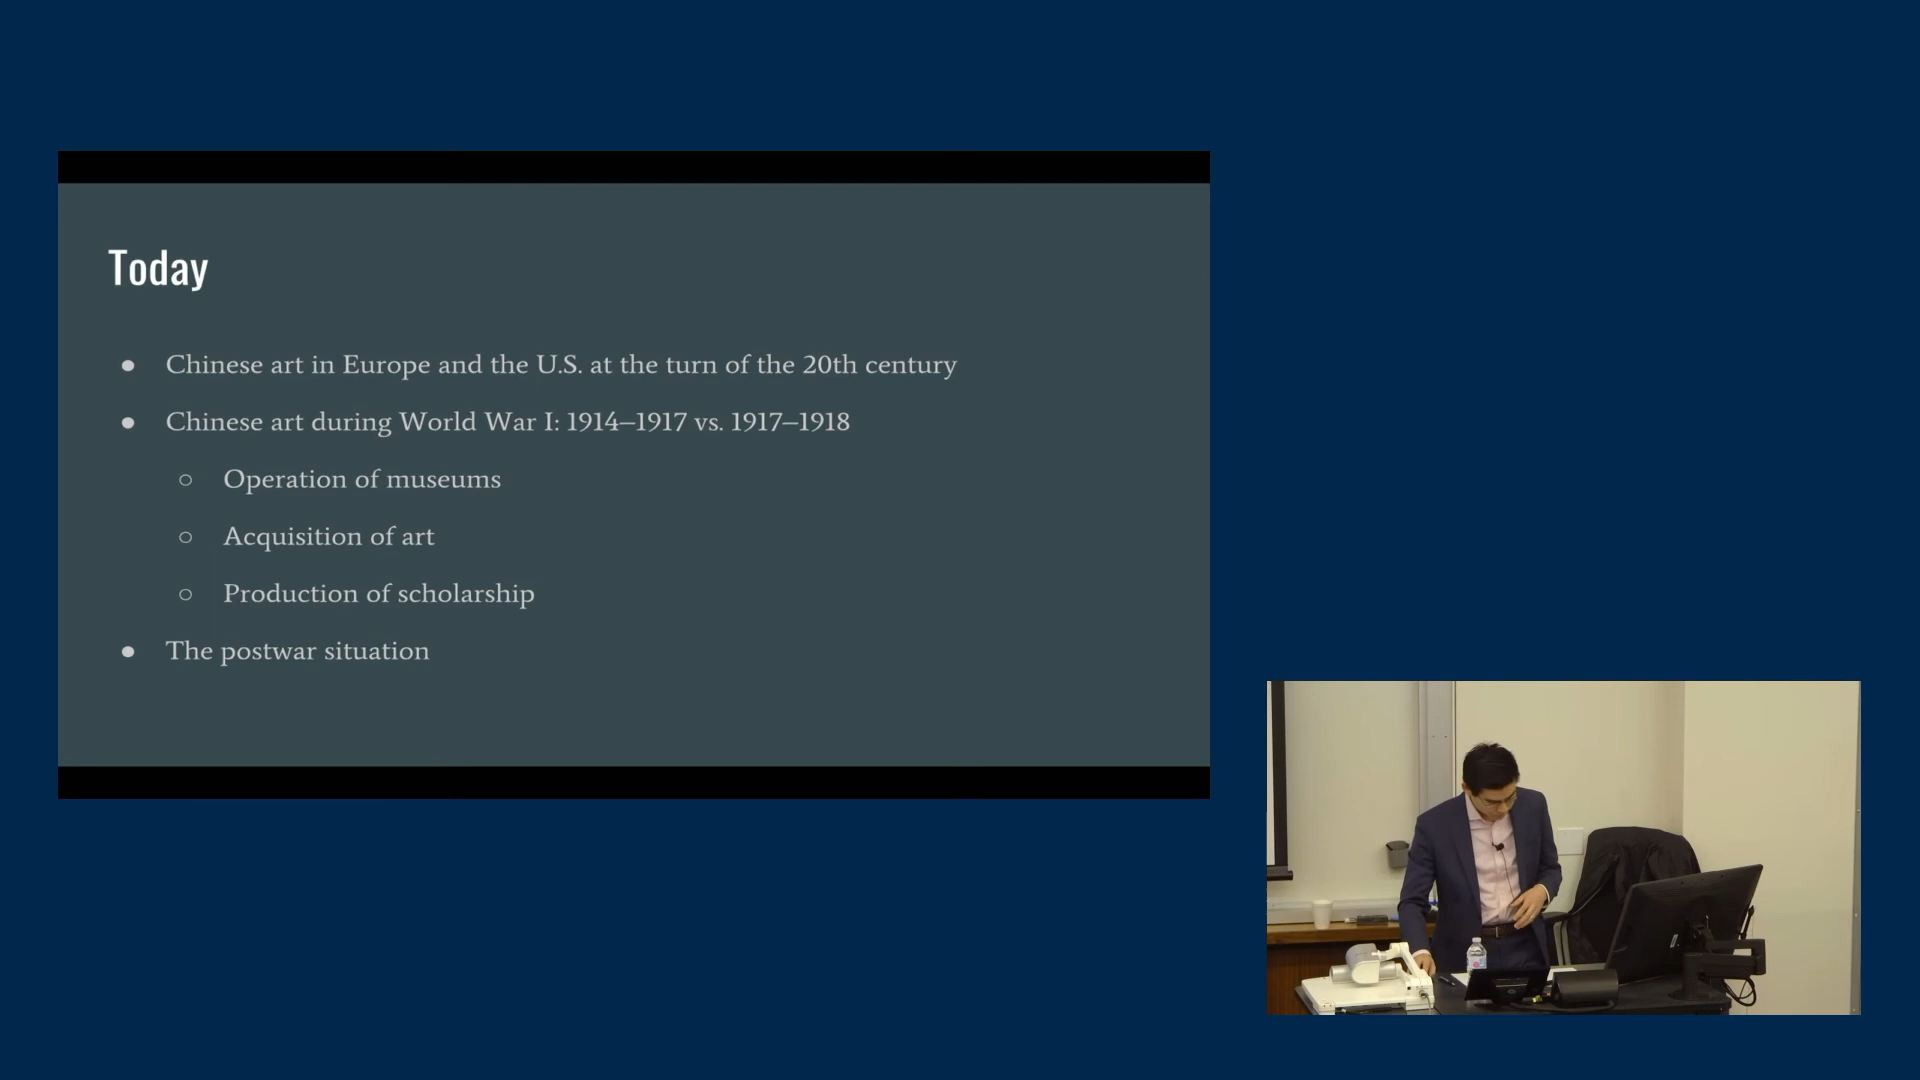 Today
● Chinese art in Europe and the U.S. at the turn of the 20th century
● Chinese art during World War I: 1914–1917 vs. 1917–1918
○ Operation of museums
○ Acquisition of art
○ Production of scholarship
● The postwar situation